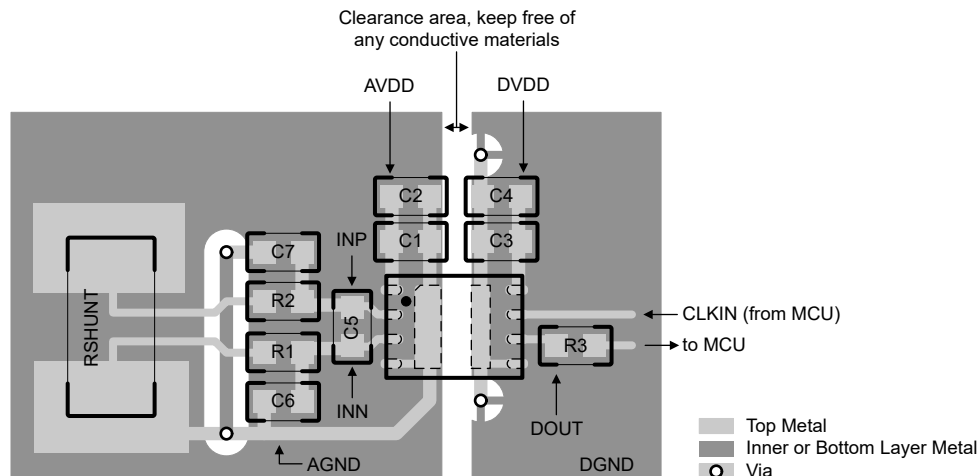 Clearance area, keep free of
any conductive materials
AVDD
DVDD
C2
C4
C1
C3
INP
C7
R2
C5
RSHUNT
R1
C6
INN
CLKIN (from MCU)
R3
to MCU
DOUT
AGND
DGND
Top Metal
Inner or Bottom Layer Metal
Via